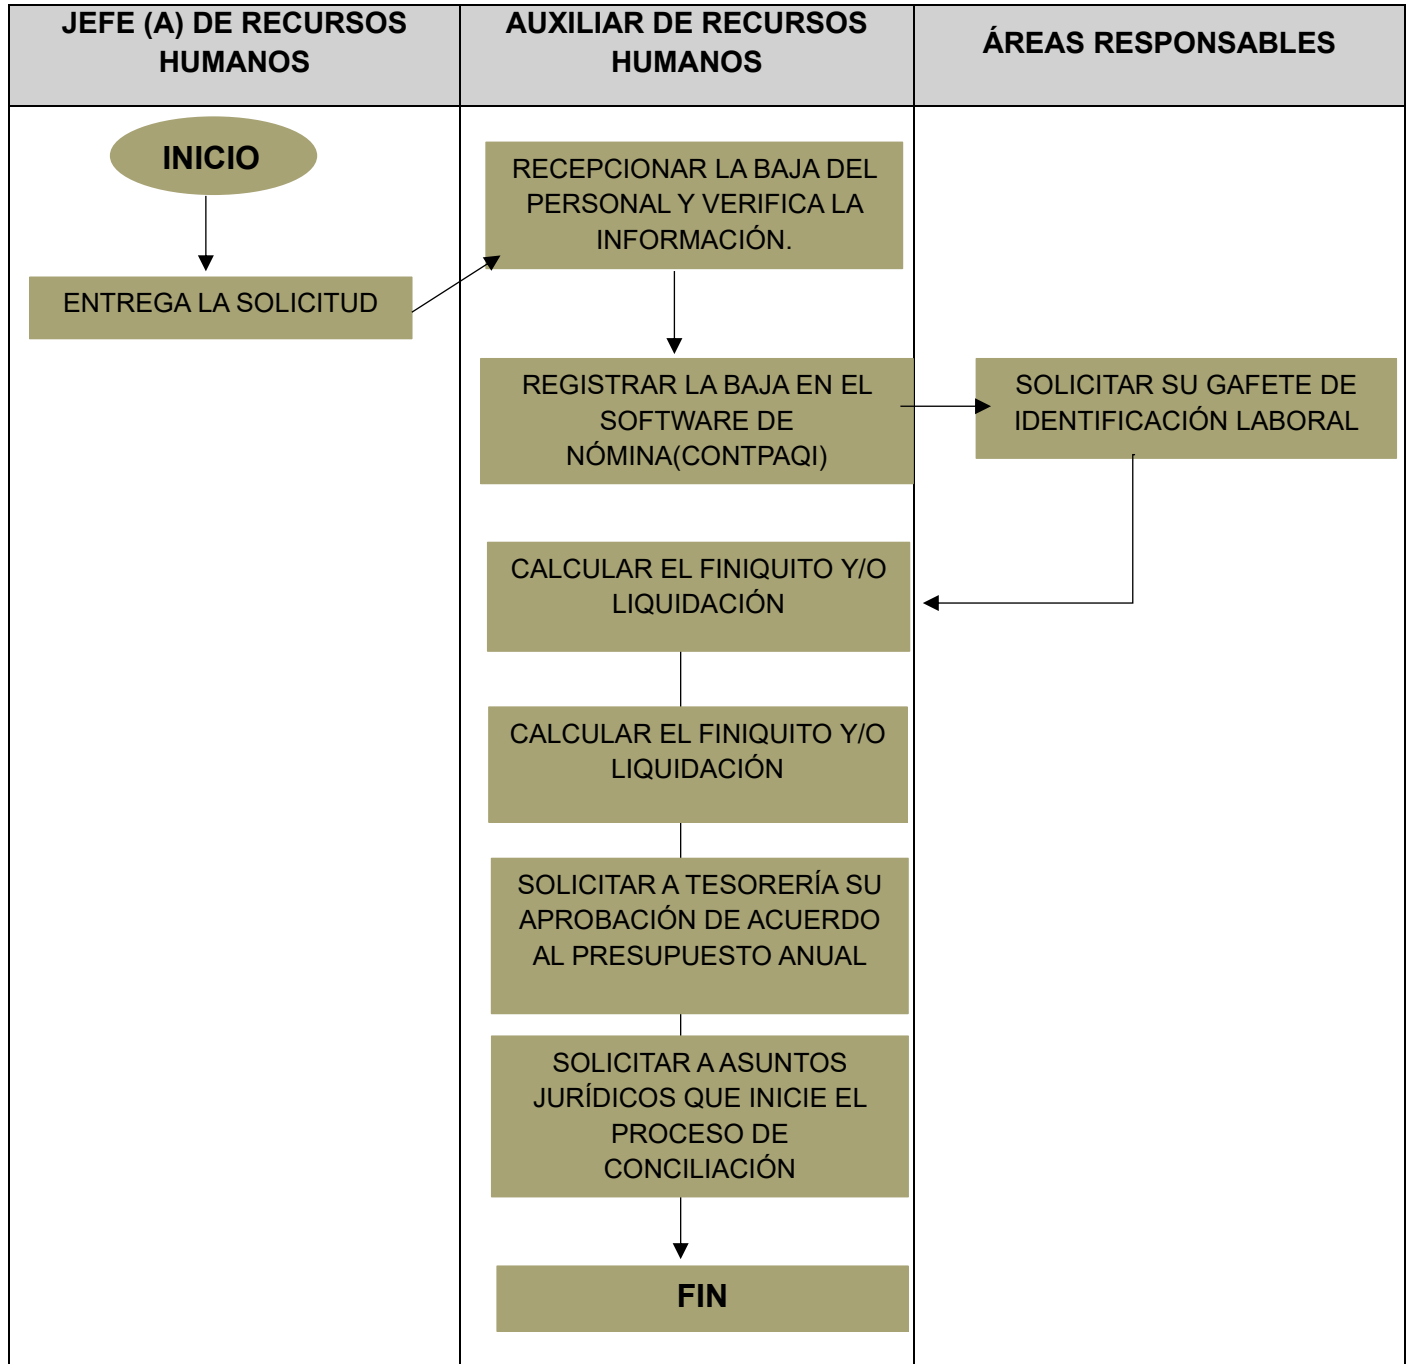 JEFE (A) DE RECURSOS
HUMANOS
AUXILIAR DE RECURSOS
HUMANOS
ÁREAS RESPONSABLES
INICIO
ENTREGA LA SOLICITUD
RECEPCIONAR LA BAJA DEL
PERSONAL Y VERIFICA LA
INFORMACIÓN.
REGISTRAR LA BAJA EN EL
SOFTWARE DE
NÓMINA(CONTPAQI)
SOLICITAR SU GAFETE DE
IDENTIFICACIÓN LABORAL
CALCULAR EL FINIQUITO Y/O
LIQUIDACIÓN
CALCULAR EL FINIQUITO Y/O
LIQUIDACIÓN
SOLICITAR A TESORERÍA SU
APROBACIÓN DE ACUERDO
AL PRESUPUESTO ANUAL
SOLICITAR A ASUNTOS
JURÍDICOS QUE INICIE EL
PROCESO DE
CONCILIACIÓN
FIN